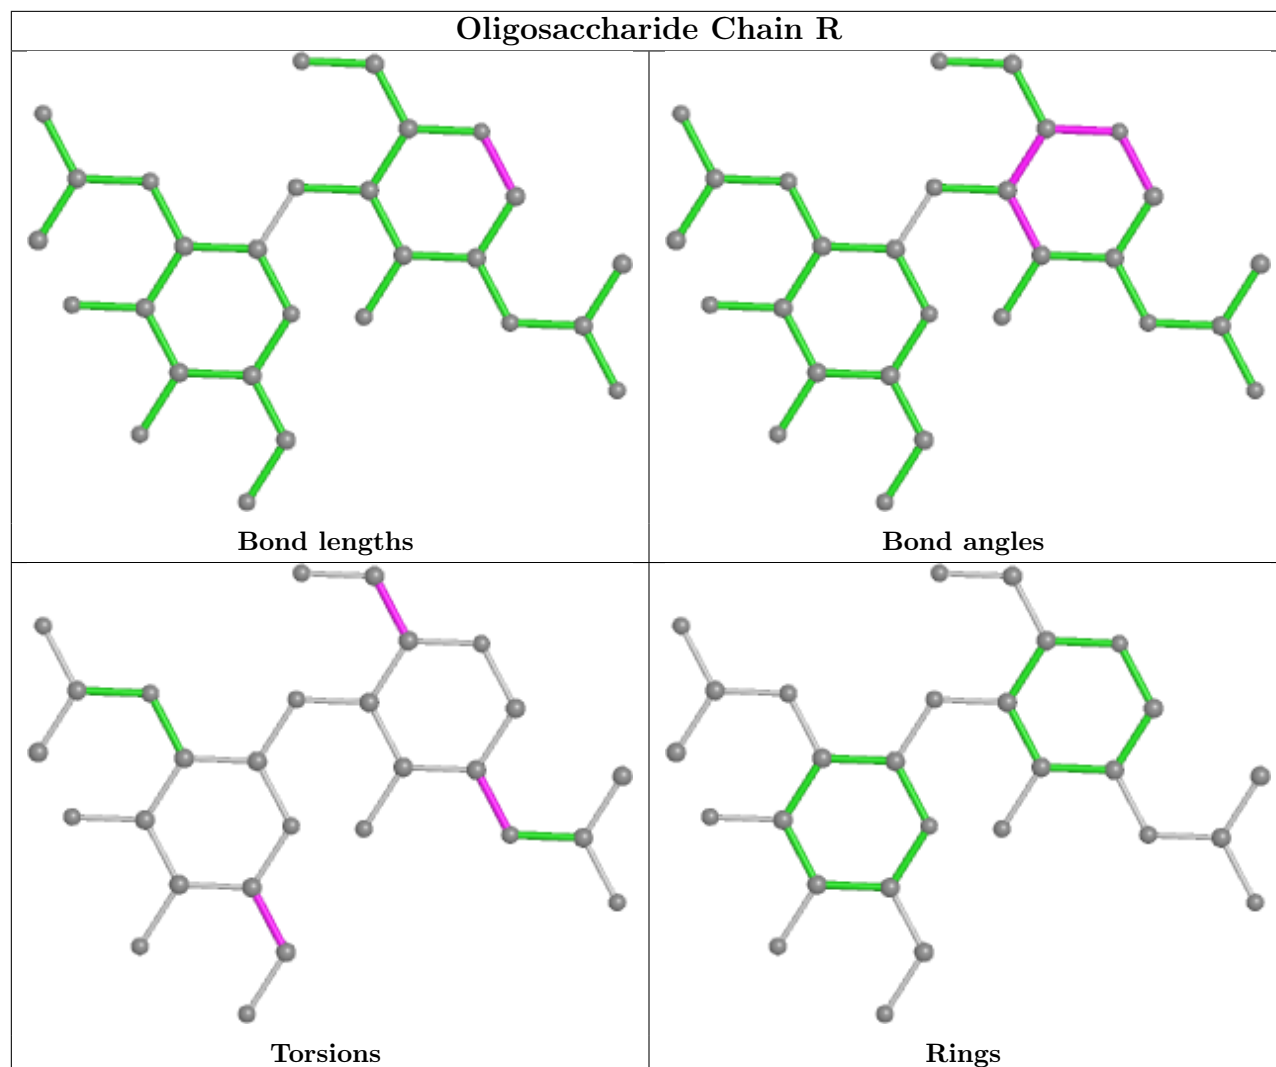 Oligosaccharide Chain R
Bond lengths
Bond angles
Torsions
Rings